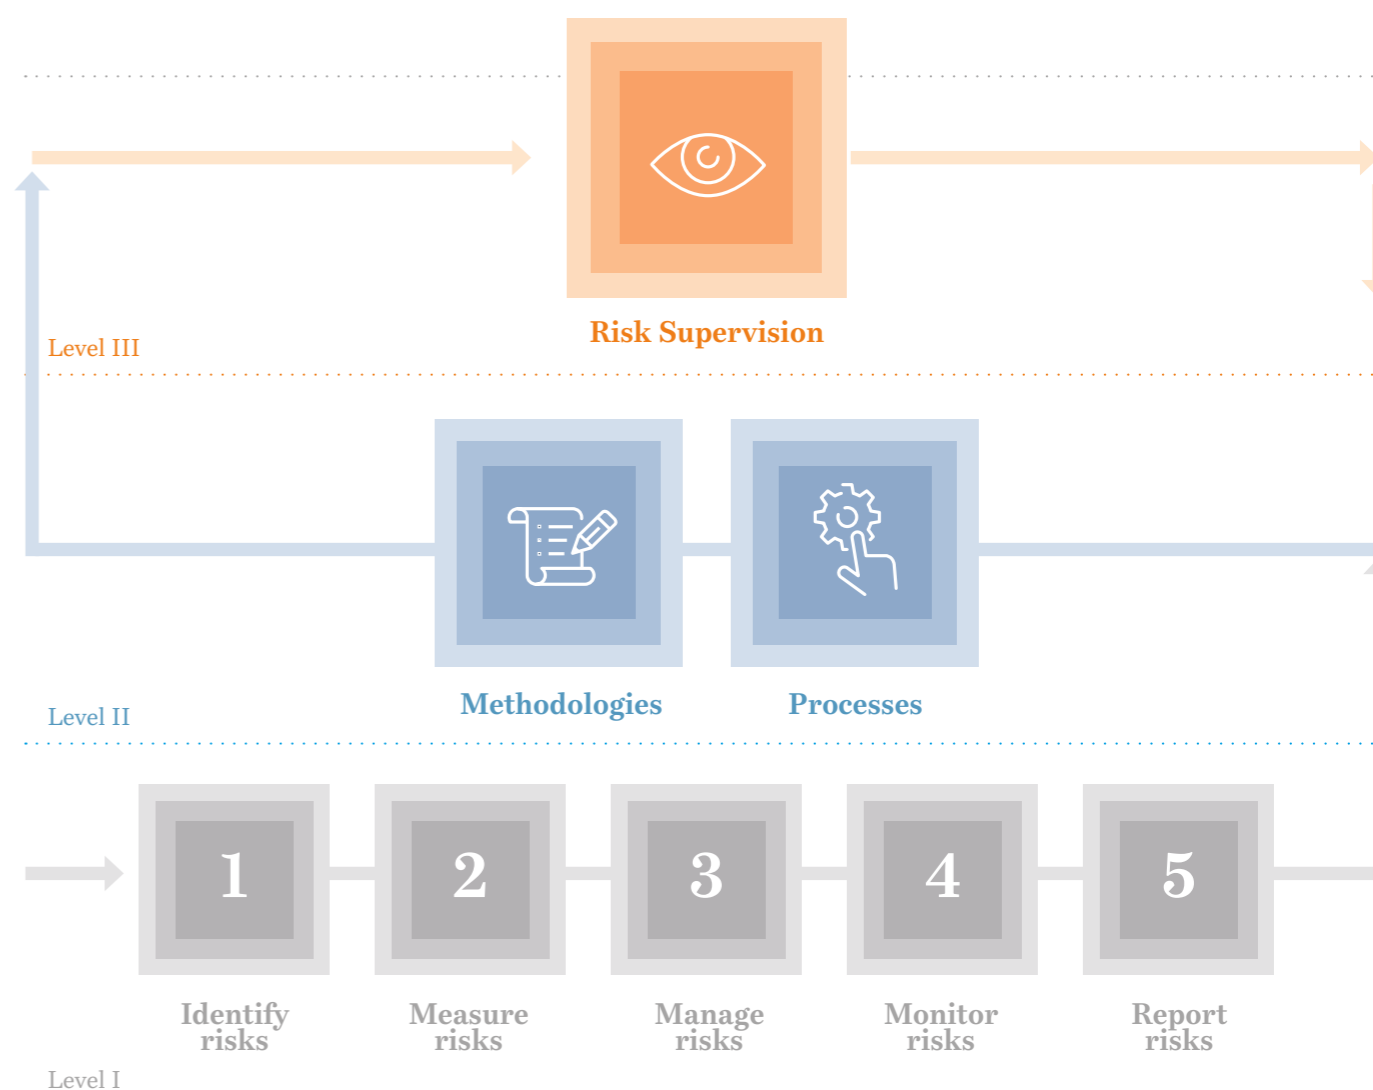 Risk Supervision
Level III
Methodologies
Processes
Level II
1
2
3
4
5
Identify
risks
Measure
risks
Manage
risks
Monitor
risks
Report
risks
Level I